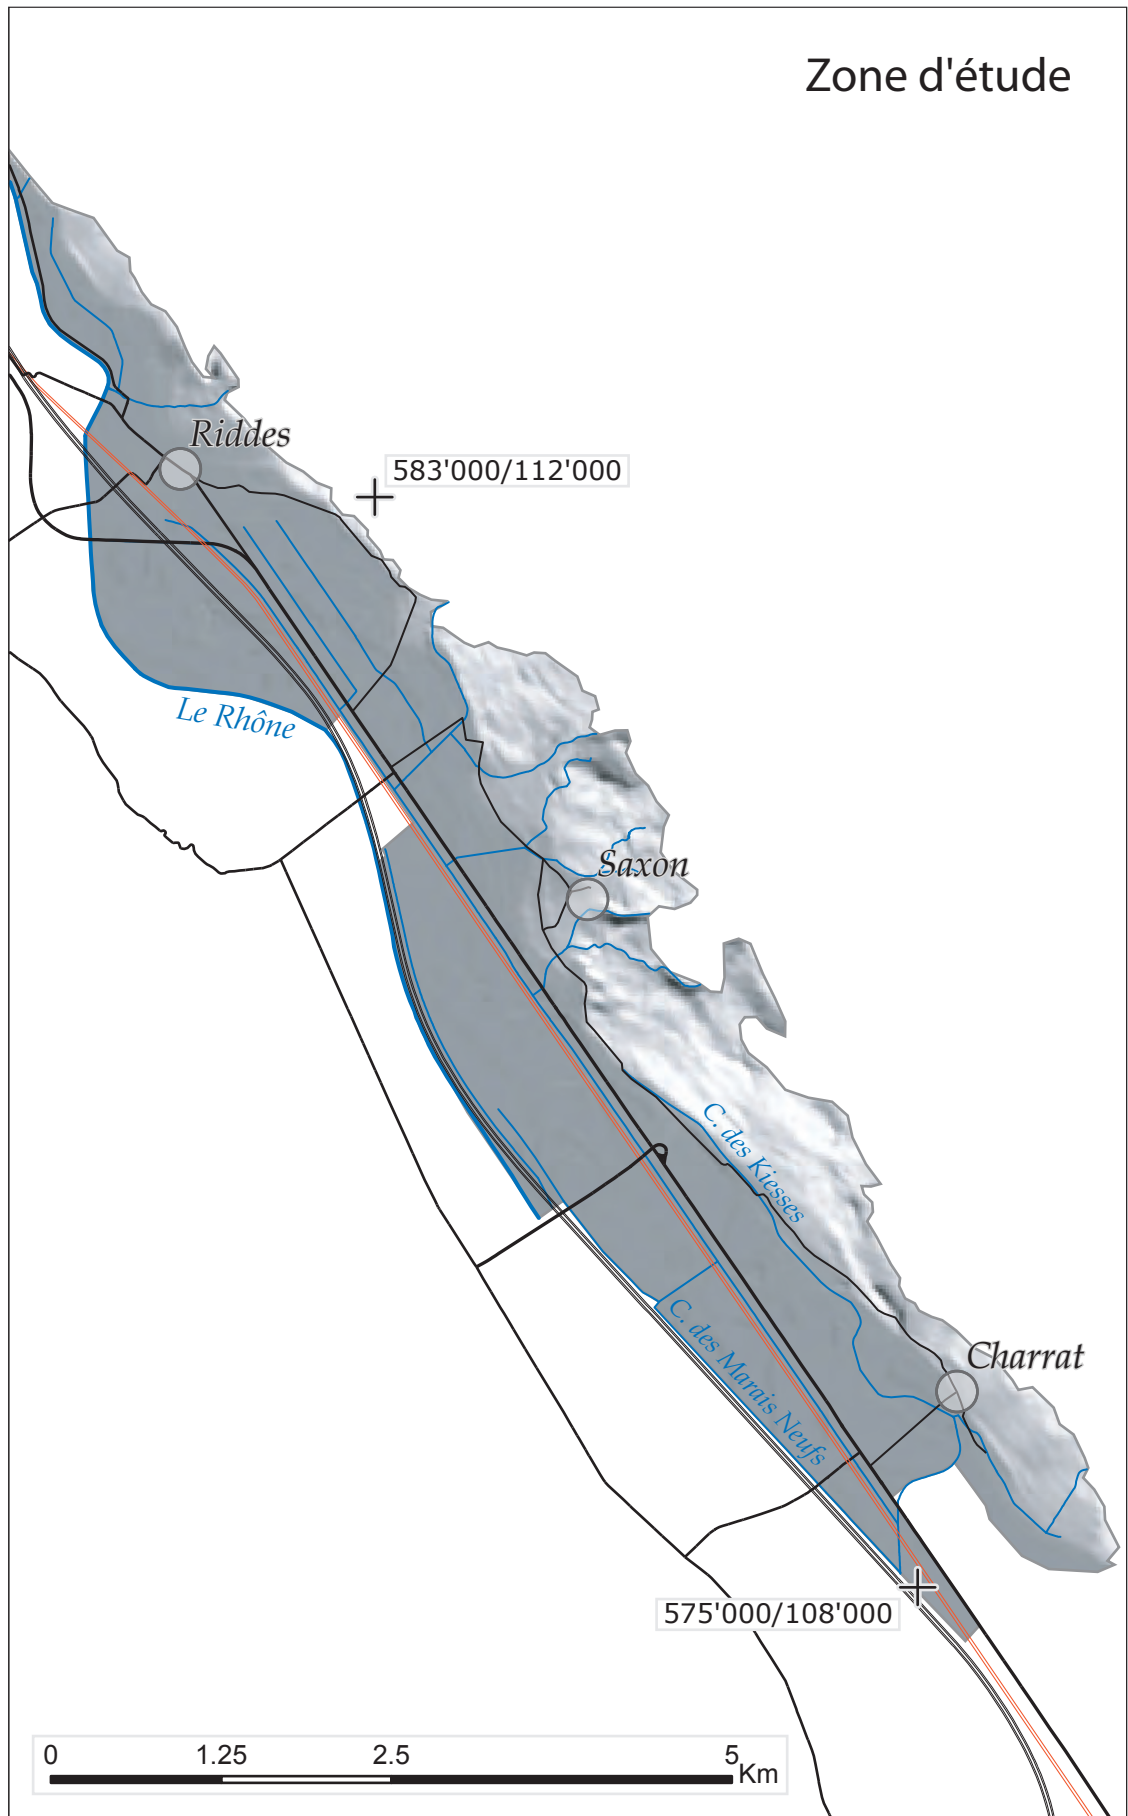 Zone d'étude
Riddes
583'000/112'000
Le Rhône
Saxon
C. des Kiesses
C. des Marais Neufs
Charrat
575'000/108'000
0 1.25 2.5 5 Km